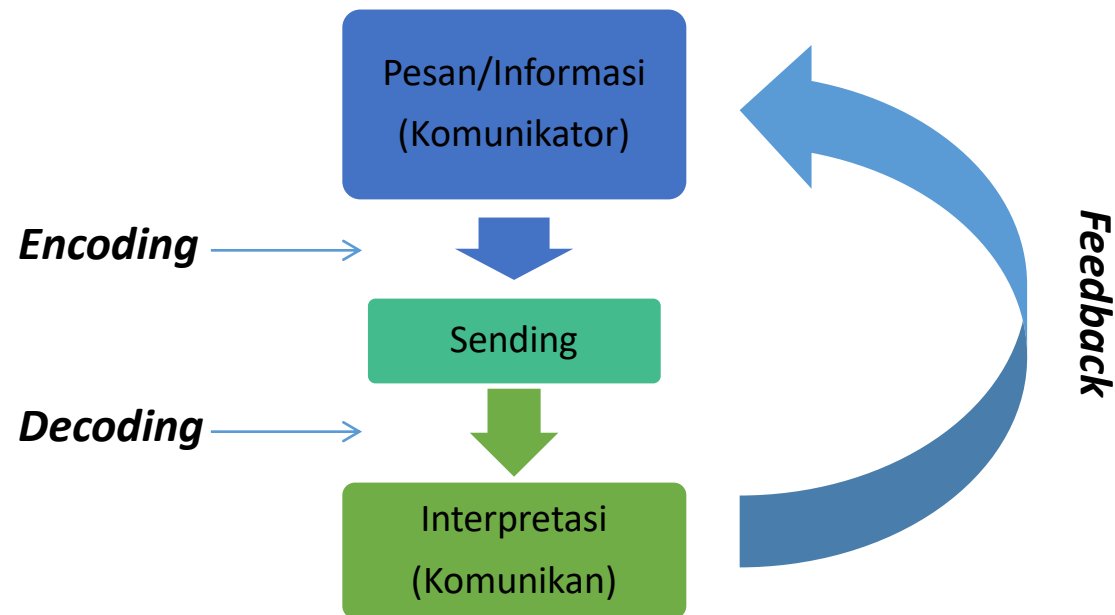 Pesan/Informasi
(Komunikator)
Encoding
Sending
Decoding
Interpretasi
(Komunikan)
Feedback